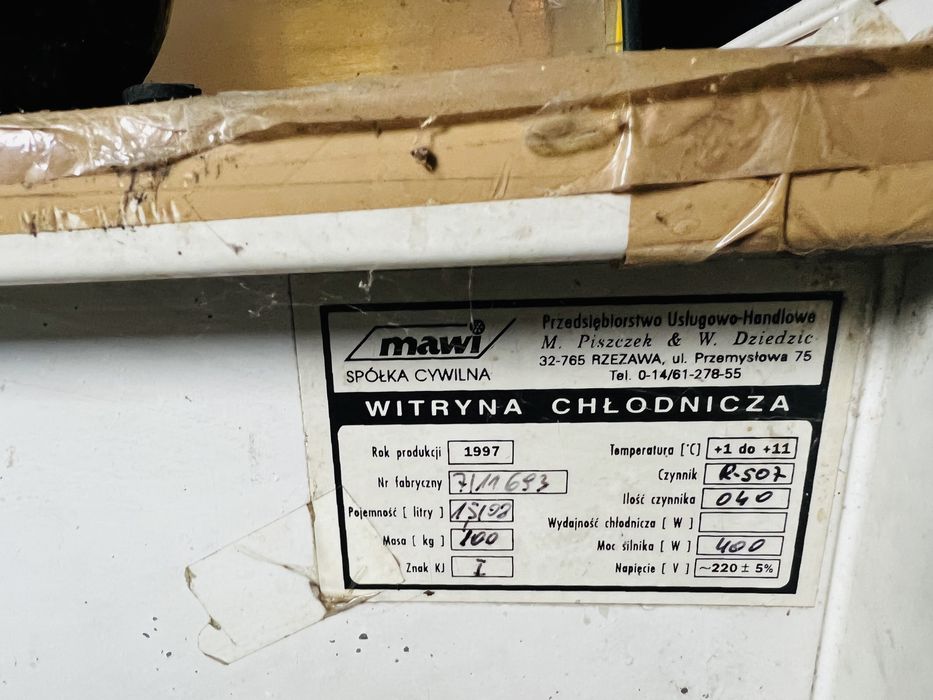 mawi
SPÓŁKA CYWILNA
Przedsiębiorstwo Usługowo-Handlowe
M. Piszczek & W. Dziedzic
32-765 RZEZAWA, ul. Przemysłowa 75
Tel. 0-14/61-278-55
WITRYNA CHŁODNICZA
Rok produkcji 1997
Nr fabryczny 7/11693
Pojemność [ litry ]
Masa [ kg ] 100
Znak KJ I
Temperatura [°C] +1 do +11
Czynnik R-507
Ilość czynnika 040
Wydajność chłodnicza [ W ]
Moc silnika [ W ] 400
Napięcie [ V ] ~220 ± 5%